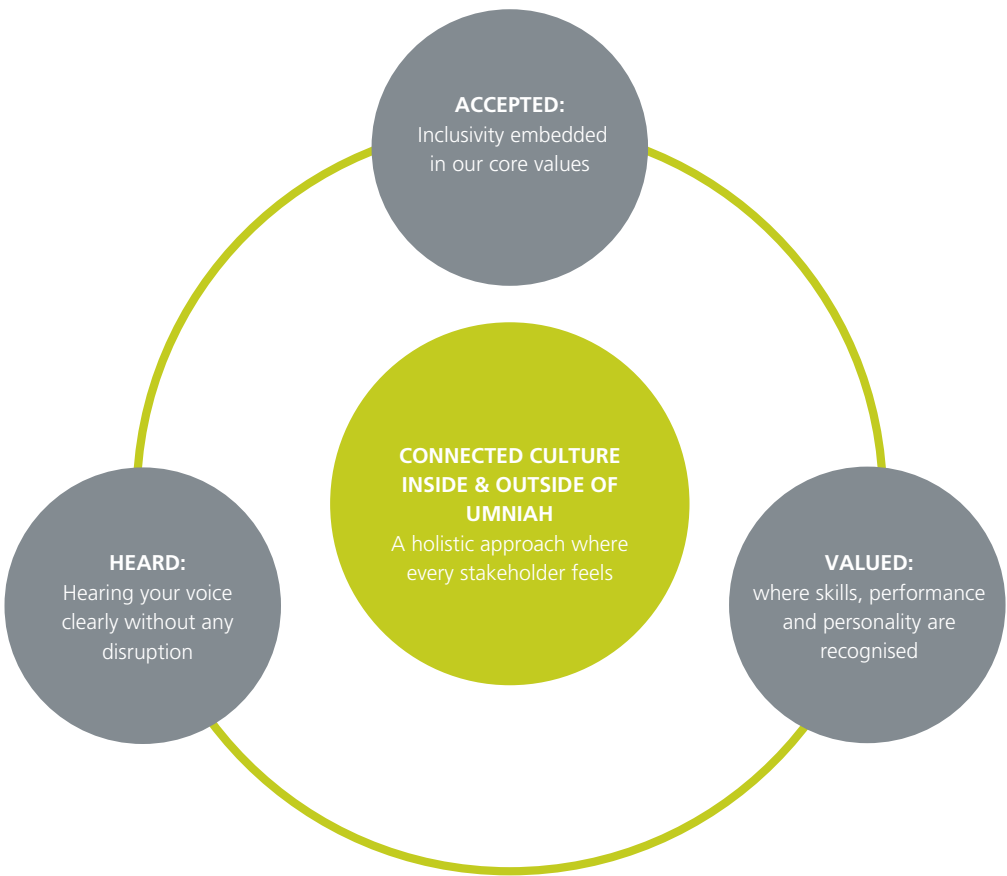 ACCEPTED:
Inclusivity embedded
in our core values
CONNECTED CULTURE
INSIDE & OUTSIDE OF
UMNIAH
A holistic approach where
every stakeholder feels
HEARD:
Hearing your voice
clearly without any
disruption
VALUED:
where skills, performance
and personality are
recognised